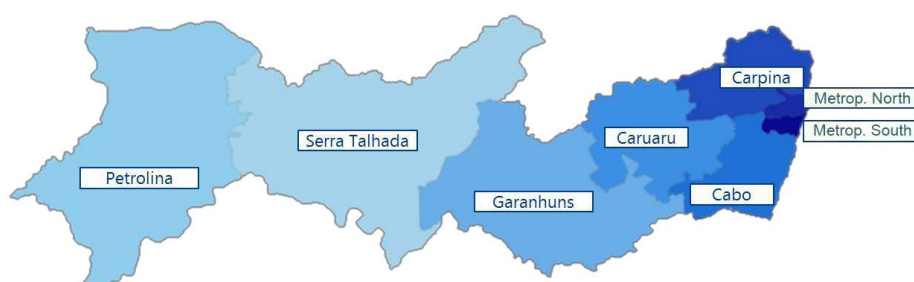 Carpina
Metrop. North
Metrop. South
Serra Talhada
Caruaru
Petrolina
Garanhuns
Cabo